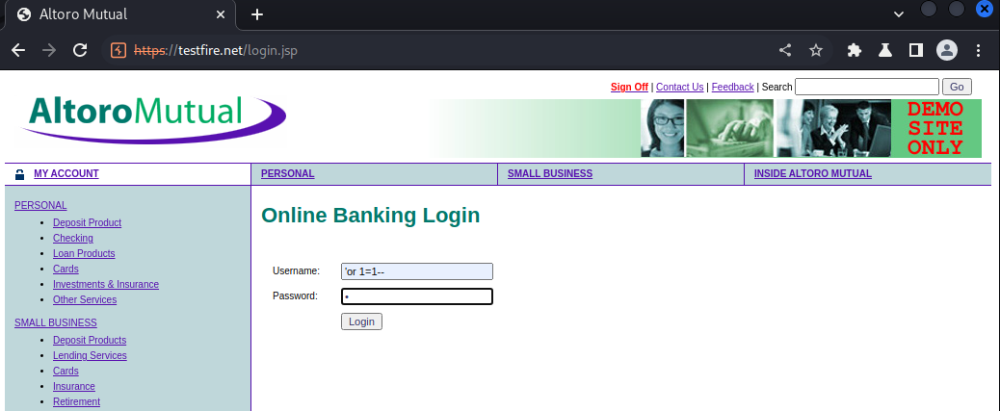 Altoro Mutual
https://testfire.net/login.jsp
Sign Off | Contact Us | Feedback | Search Go
AltoroMutual
DEMO
SITE
ONLY
MY ACCOUNT PERSONAL SMALL BUSINESS INSIDE ALTORO MUTUAL
PERSONAL
Deposit Product
Checking
Loan Products
Cards
Investments & Insurance
Other Services
SMALL BUSINESS
Deposit Products
Lending Services
Cards
Insurance
Retirement
Online Banking Login
Username: 'or 1=1--
Password: •
Login